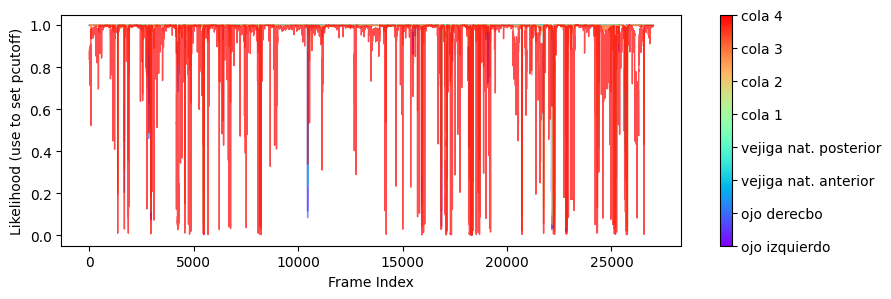 Likelihood (use to set pcutoff)
1.0
0.8
0.6
0.4
0.2
0.0
0
5000
10000
15000
20000
25000
Frame Index
cola 4
cola 3
cola 2
cola 1
vejiga nat. posterior
vejiga nat. anterior
ojo derecbo
ojo izquierdo